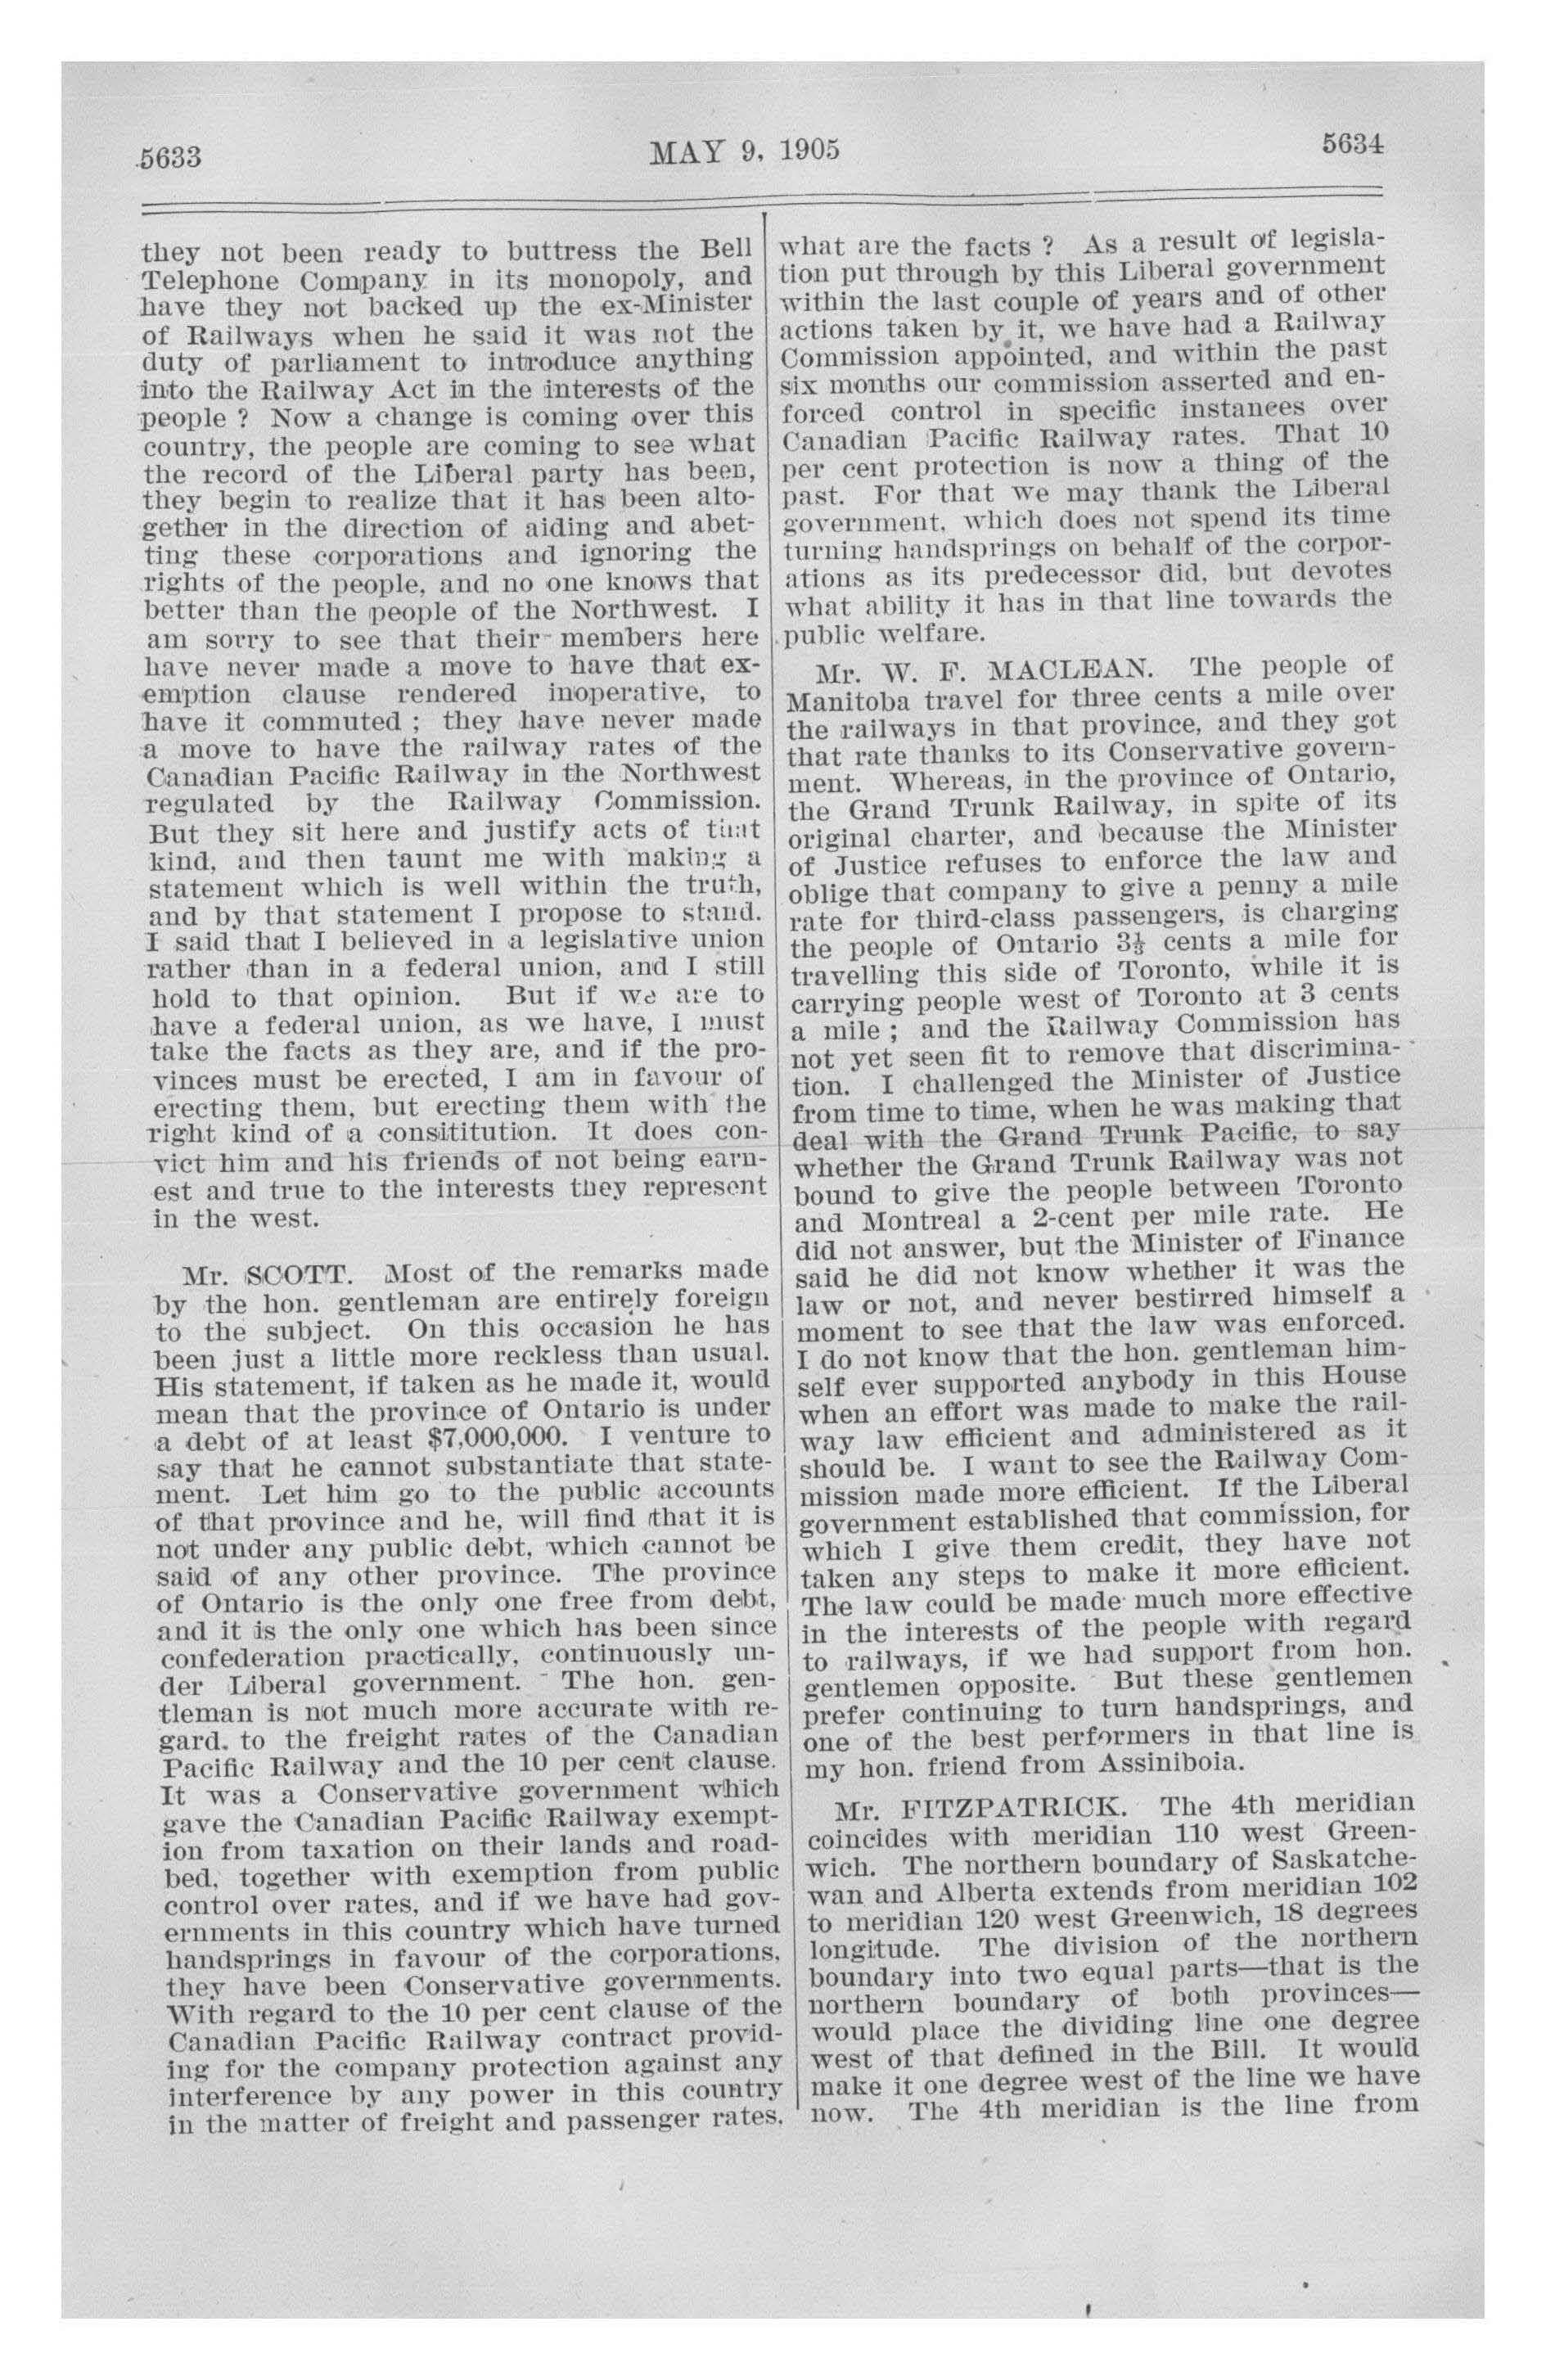 5633
MAY 9, 1905
5634
they not been ready to buttress the Bell
Telephone Company in its monopoly, and
have they not backed up the ex-Minister
of Railways when he said it was not the
duty of parliament to introduce anything
into the Railway Act in the interests of the
people ? Now a change is coming over this
country, the people are coming to see what
the record of the Liberal party has been,
they begin to realize that it has been alto-
gether in the direction of aiding and abet-
ting these corporations and ignoring the
rights of the people, and no one knows that
better than the people of the Northwest. I
am sorry to see that their members here
have never made a move to have that ex-
emption clause rendered inoperative, to
have it commuted ; they have never made
a move to have the railway rates of the
Canadian Pacific Railway in the Northwest
regulated by the Railway Commission.
But they sit here and justify acts of that
kind, and then taunt me with making a
statement which is well within the truth,
and by that statement I propose to stand.
I said that I believed in a legislative union
rather than in a federal union, and I still
hold to that opinion. But if we are to
have a federal union, as we have, I must
take the facts as they are, and if the pro-
vinces must be erected, I am in favour of
erecting them, but erecting them with the
right kind of a consititution. It does con-
vict him and his friends of not being earn-
est and true to the interests they represent
in the west.
Mr. SCOTT. Most of the remarks made
by the hon. gentleman are entirely foreign
to the subject. On this occasion he has
been just a little more reckless than usual.
His statement, if taken as he made it, would
mean that the province of Ontario is under
a debt of at least $7,000,000. I venture to
say that he cannot substantiate that state-
ment. Let him go to the public accounts
of that province and he, will find that it is
not under any public debt, which cannot be
said of any other province. The province
of Ontario is the only one free from debt,
and it is the only one which has been since
confederation practically, continuously un-
der Liberal government. The hon. gen-
tleman is not much more accurate with re-
gard. to the freight rates of the Canadian
Pacific Railway and the 10 per cent clause.
It was a Conservative government which
gave the Canadian Pacific Railway exempt-
ion from taxation on their lands and road-
bed, together with exemption from public
control over rates, and if we have had gov-
ernments in this country which have turned
handsprings in favour of the corporations,
they have been Conservative governments.
With regard to the 10 per cent clause of the
Canadian Pacific Railway contract provid-
ing for the company protection against any
interference by any power in this country
in the matter of freight and passenger rates,
what are the facts ? As a result of legisla-
tion put through by this Liberal government
within the last couple of years and of other
actions taken by it, we have had a Railway
Commission appointed, and within the past
six months our commission asserted and en-
forced control in specific instances over
Canadian Pacific Railway rates. That 10
per cent protection is now a thing of the
past. For that we may thank the Liberal
government, which does not spend its time
turning handsprings on behalf of the corpor-
ations as its predecessor did, but devotes
what ability it has in that line towards the
public welfare.
Mr. W. F. MACLEAN. The people of
Manitoba travel for three cents a mile over
the railways in that province, and they got
that rate thanks to its Conservative govern-
ment. Whereas, in the province of Ontario,
the Grand Trunk Railway, in spite of its
original charter, and because the Minister
of Justice refuses to enforce the law and
oblige that company to give a penny a mile
rate for third-class passengers, is charging
the people of Ontario 3⅓ cents a mile for
travelling this side of Toronto, while it is
carrying people west of Toronto at 3 cents
a mile ; and the Railway Commission has
not yet seen fit to remove that discrimina-
tion. I challenged the Minister of Justice
from time to time, when he was making that
deal with the Grand Trunk Pacific, to say
whether the Grand Trunk Railway was not
bound to give the people between Toronto
and Montreal a 2-cent per mile rate. He
did not answer, but the Minister of Finance
said he did not know whether it was the
law or not, and never bestirred himself a
moment to see that the law was enforced.
I do not know that the hon. gentleman him-
self ever supported anybody in this House
when an effort was made to make the rail-
way law efficient and administered as it
should be. I want to see the Railway Com-
mission made more efficient. If the Liberal
government established that commission, for
which I give them credit, they have not
taken any steps to make it more efficient.
The law could be made much more effective
in the interests of the people with regard
to railways, if we had support from hon.
gentlemen opposite. But these gentlemen
prefer continuing to turn handsprings, and
one of the best performers in that line is
my hon. friend from Assiniboia.
Mr. FITZPATRICK. The 4th meridian
coincides with meridian 110 west Green-
wich. The northern boundary of Saskatche-
wan and Alberta extends from meridian 102
to meridian 120 west Greenwich, 18 degrees
longitude. The division of the northern
boundary into two equal parts—that is the
northern boundary of both provinces—
would place the dividing line one degree
west of that defined in the Bill. It would
make it one degree west of the line we have
now. The 4th meridian is the line from